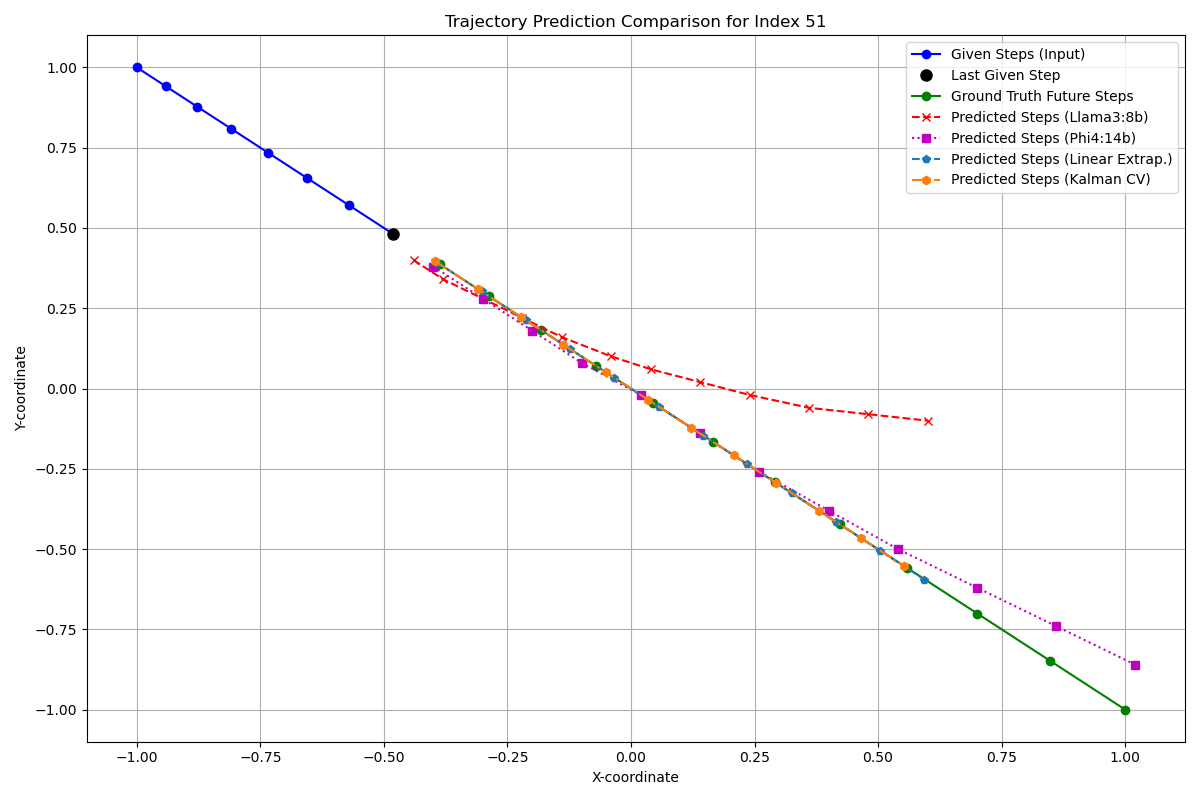 Trajectory Prediction Comparison for Index 51
Given Steps (Input)
Last Given Step
Ground Truth Future Steps
Predicted Steps (Llama3:8b)
Predicted Steps (Phi4:14b)
Predicted Steps (Linear Extrap.)
Predicted Steps (Kalman CV)
Y-coordinate
1.00
0.75
0.50
0.25
0.00
−0.25
−0.50
−0.75
−1.00
−1.00 −0.75 −0.50 −0.25 0.00 0.25 0.50 0.75 1.00
X-coordinate